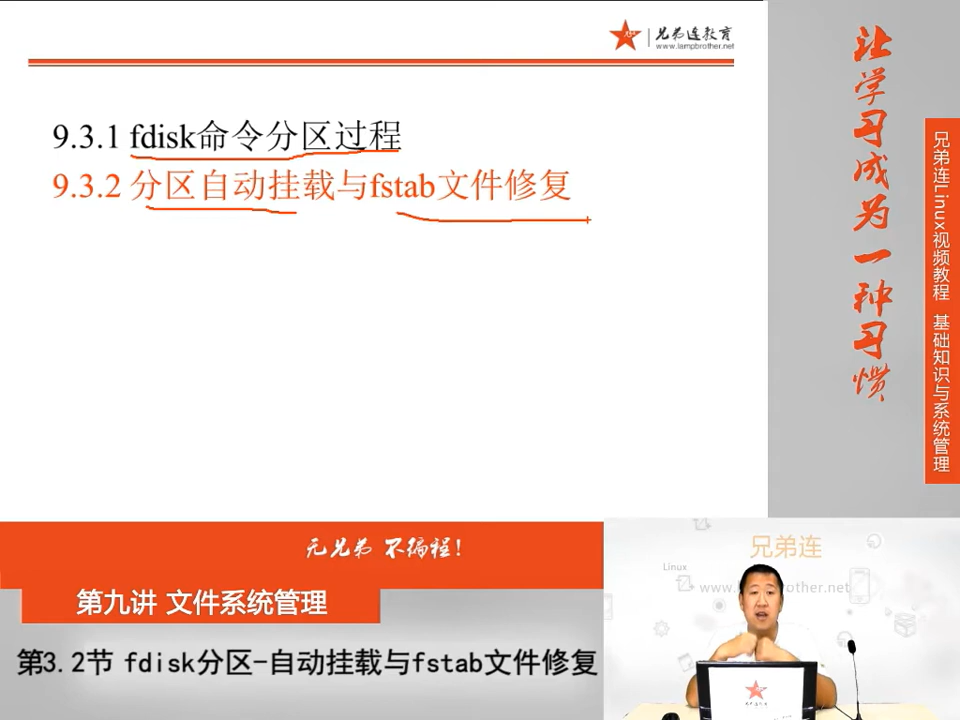 兄弟连教育
www.lampbrother.net
9.3.1 fdisk命令分区过程
9.3.2 分区自动挂载与fstab文件修复
让学习成为一种习惯
兄弟连Linux视频教程 基础知识与系统管理
无兄弟 不编程!
第九讲 文件系统管理
第3.2节 fdisk分区-自动挂载与fstab文件修复
兄弟连
Linux